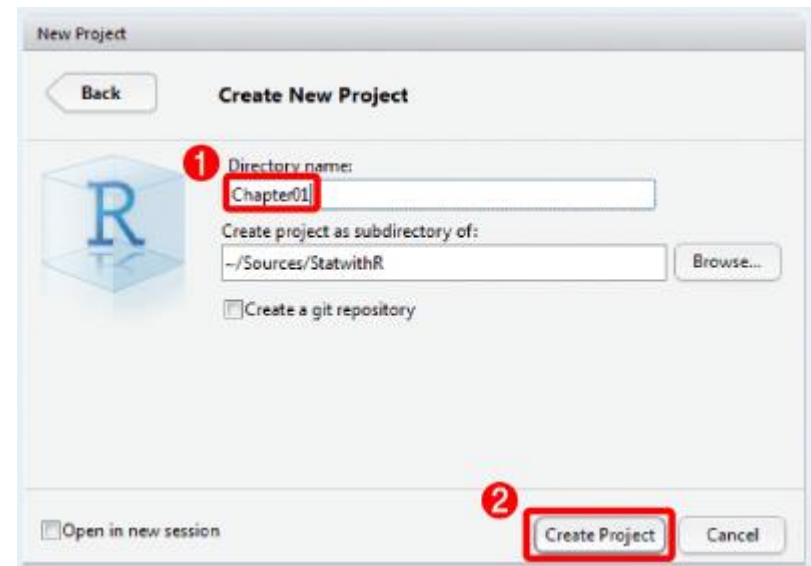 New Project
Back
Create New Project
1
Directory name:
Chapter01
Create project as subdirectory of:
~/Sources/StatwithR
Browse...
Create a git repository
R
2
Open in new session
Create Project
Cancel